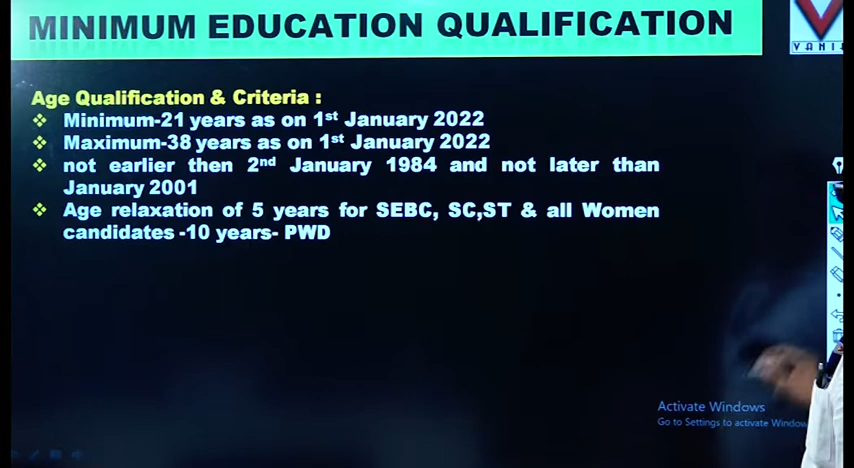 MINIMUM EDUCATION QUALIFICATION
Age Qualification & Criteria :
Minimum-21 years as on 1st January 2022
Maximum-38 years as on 1st January 2022
not earlier then 2nd January 1984 and not later than
January 2001
Age relaxation of 5 years for SEBC, SC,ST & all Women
candidates -10 years- PWD
Activate Windows
Go to Settings to activate Window